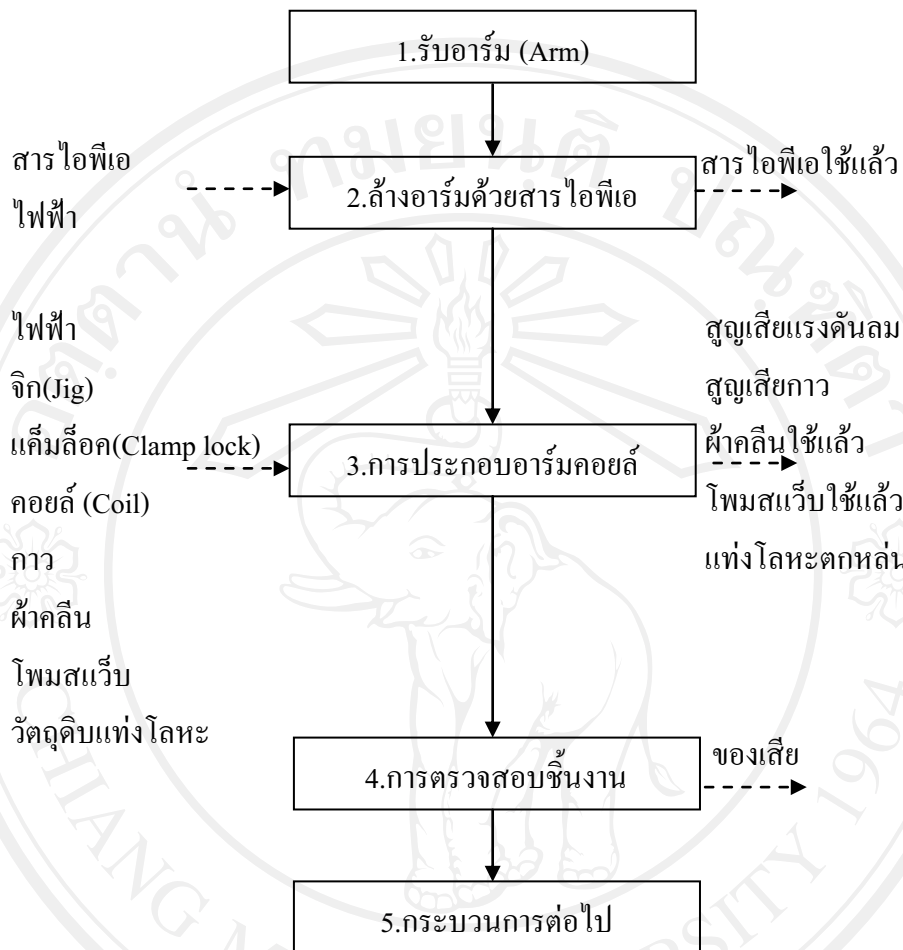 1.รับอาร์ม (Arm)
สารไอพีเอ
ไฟฟ้า
2.ล้างอาร์มด้วยสารไอพีเอ
สารไอพีเอใช้แล้ว
ไฟฟ้า
จิก(Jig)
แค็มล็อค(Clamp lock)
คอยล์ (Coil)
กาว
ผ้าคลีน
โพมสแว็บ
วัตถุดิบแท่งโลหะ
3.การประกอบอาร์มคอยล์
สูญเสียแรงดันลม
สูญเสียกาว
ผ้าคลีนใช้แล้ว
โพมสแว็บใช้แล้ว
แท่งโลหะตกหล่น
4.การตรวจสอบชิ้นงาน
ของเสีย
5.กระบวนการต่อไป